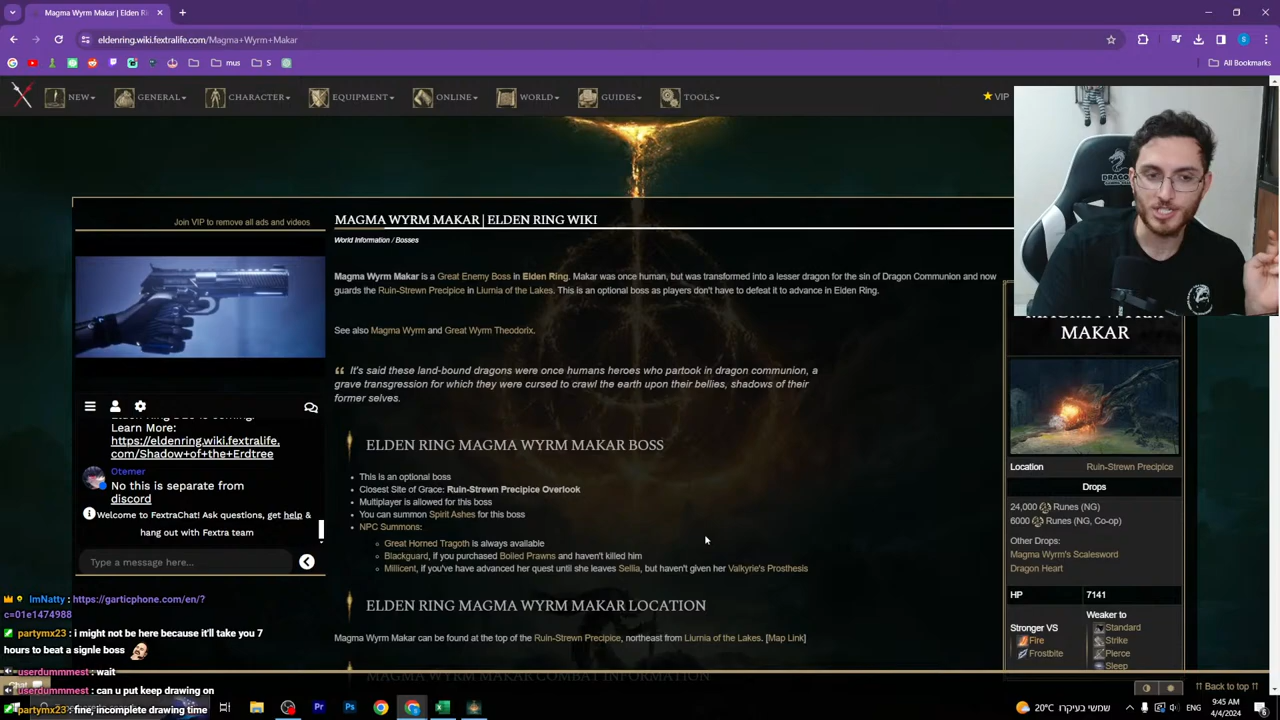 Magma Wyrm Makar | Elden R
eldenring.wiki.fextralife.com/Magma+Wyrm+Makar
mus
S
All Bookmarks
NEW
GENERAL
CHARACTER
EQUIPMENT
ONLINE
WORLD
GUIDES
TOOLS
VIP
Join VIP to remove all ads and videos
MAGMA WYRM MAKAR | ELDEN RING WIKI
World Information / Bosses
Magma Wyrm Makar is a Great Enemy Boss in Elden Ring. Makar was once human, but was transformed into a lesser dragon for the sin of Dragon Communion and now
guards the Ruin-Strewn Precipice in Liurnia of the Lakes. This is an optional boss as players don't have to defeat it to advance in Elden Ring.
See also Magma Wyrm and Great Wyrm Theodorix.
It's said these land-bound dragons were once humans heroes who partook in dragon communion, a
grave transgression for which they were cursed to crawl the earth upon their bellies, shadows of their
former selves.
ELDEN RING MAGMA WYRM MAKAR BOSS
This is an optional boss
Closest Site of Grace: Ruin-Strewn Precipice Overlook
Multiplayer is allowed for this boss
You can summon Spirit Ashes for this boss
NPC Summons:
Great Horned Tragoth is always available
Blackguard, if you purchased Boiled Prawns and haven't killed him
Millicent, if you've advanced her quest until she leaves Sellia, but haven't given her Valkyrie's Prosthesis
ELDEN RING MAGMA WYRM MAKAR LOCATION
Magma Wyrm Makar can be found at the top of the Ruin-Strewn Precipice, northeast from Liurnia of the Lakes. [Map Link]
MAGMA WYRM MAKAR COMBAT INFORMATION
Learn More:
https://eldenring.wiki.fextralife.
com/Shadow+of+the+Erdtree
Otemer
No this is separate from
discord
Welcome to FextraChat! Ask questions, get help &
hang out with Fextra team
Type a message here...
ImNatty : https://garticphone.com/en/?
c=01e1474988
partymx23 : i might not be here because it'll take you 7
hours to beat a signle boss
userdummmest : wait
userdummmest : can u put keep drawing on
partymx23 : fine, incomplete drawing time
DRAGON
MAKAR
Location
Ruin-Strewn Precipice
Drops
24,000 Runes (NG)
6000 Runes (NG, Co-op)
Other Drops:
Magma Wyrm's Scalesword
Dragon Heart
HP
7141
Stronger VS
Fire
Frostbite
Weaker to
Standard
Strike
Pierce
Sleep
Back to top
20°C
שמשי בעיקרו
ENG
9:45 AM
4/4/2024
6